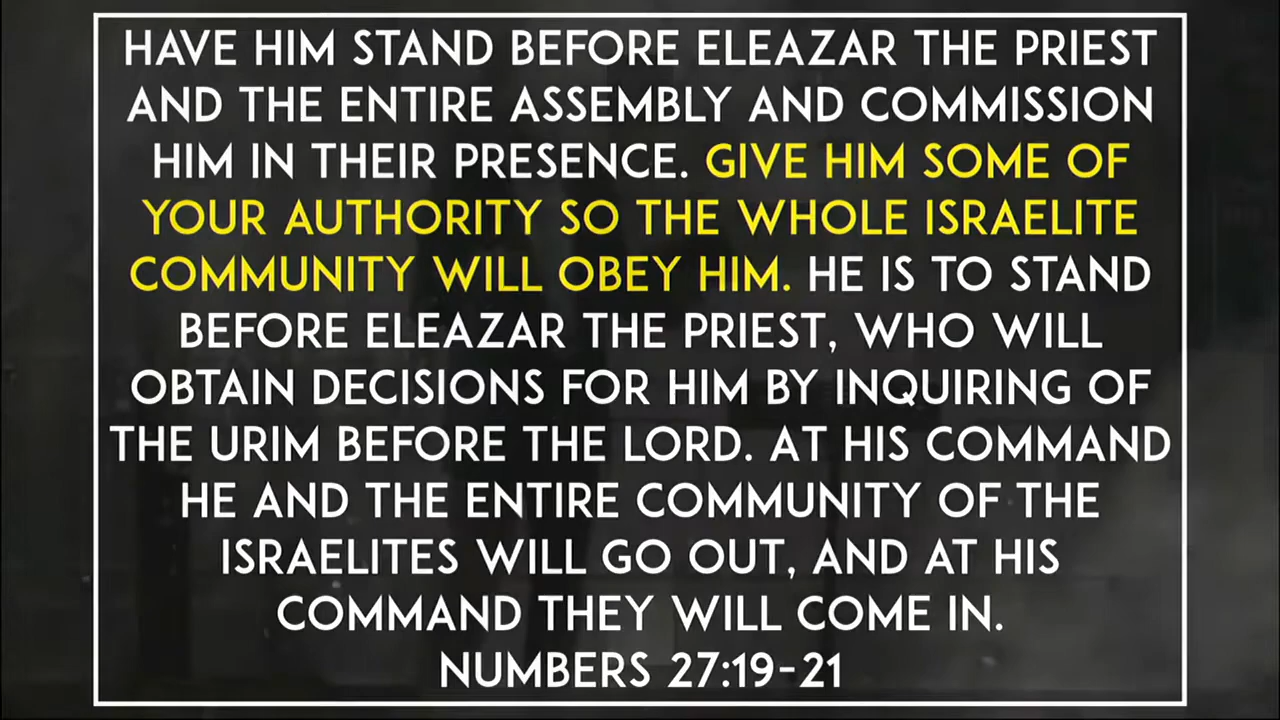 HAVE HIM STAND BEFORE ELEAZAR THE PRIEST
AND THE ENTIRE ASSEMBLY AND COMMISSION
HIM IN THEIR PRESENCE. GIVE HIM SOME OF
YOUR AUTHORITY SO THE WHOLE ISRAELITE
COMMUNITY WILL OBEY HIM. HE IS TO STAND
BEFORE ELEAZAR THE PRIEST, WHO WILL
OBTAIN DECISIONS FOR HIM BY INQUIRING OF
THE URIM BEFORE THE LORD. AT HIS COMMAND
HE AND THE ENTIRE COMMUNITY OF THE
ISRAELITES WILL GO OUT, AND AT HIS
COMMAND THEY WILL COME IN.
NUMBERS 27:19-21